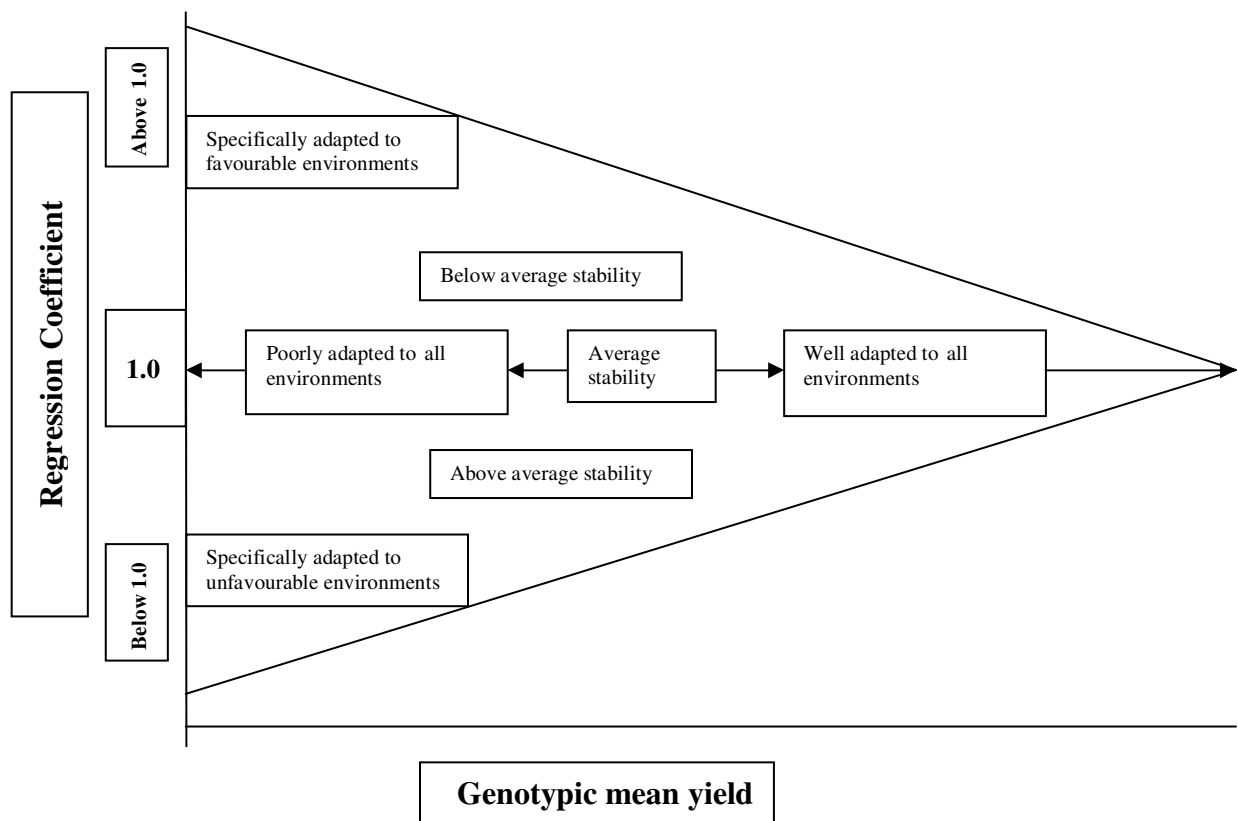 Regression Coefficient
Above 1.0
1.0
Below 1.0
Specifically adapted to
favourable environments
Below average stability
Poorly adapted to all
environments
Average
stability
Well adapted to all
environments
Above average stability
Specifically adapted to
unfavourable environments
Genotypic mean yield